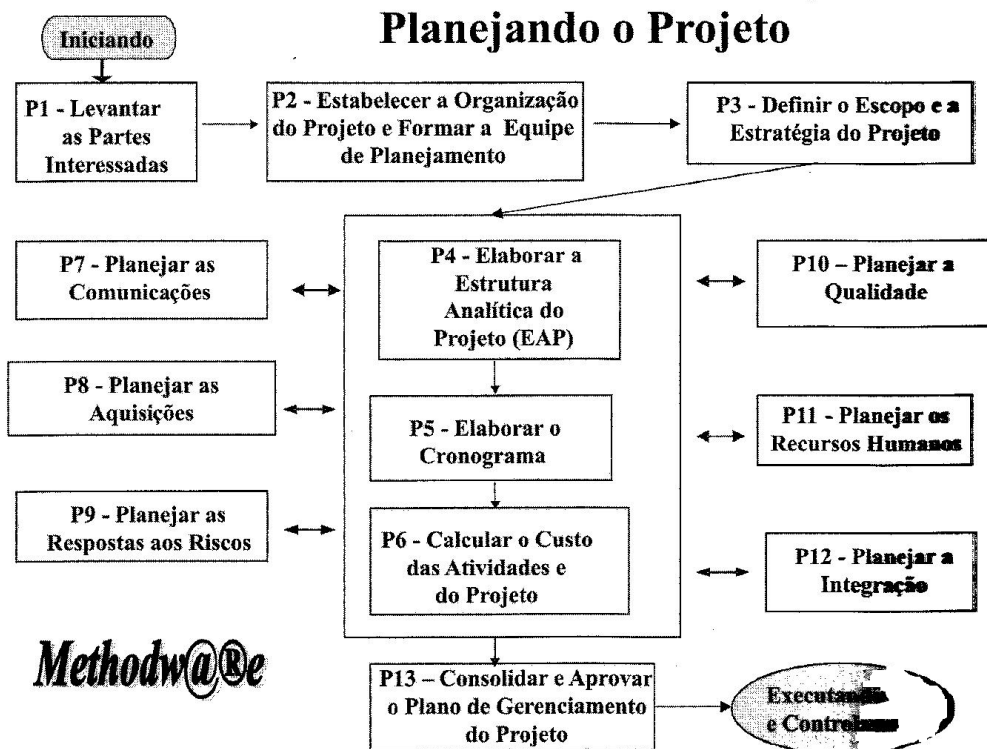 Planejando o Projeto
Iniciando
P1 - Levantar
as Partes
Interessadas
P2 - Estabelecer a Organização
do Projeto e Formar a Equipe
de Planejamento
P3 - Definir o Escopo e a
Estratégia do Projeto
P7 - Planejar as
Comunicações
P4 - Elaborar a
Estrutura
Analítica do
Projeto (EAP)
P10 – Planejar a
Qualidade
P8 - Planejar as
Aquisições
P5 - Elaborar o
Cronograma
P11 - Planejar os
Recursos Humanos
P9 - Planejar as
Respostas aos Riscos
P6 - Calcular o Custo
das Atividades e
do Projeto
P12 - Planejar a
Integração
Methodw@®e
P13 – Consolidar e Aprovar
o Plano de Gerenciamento
do Projeto
Executando
e